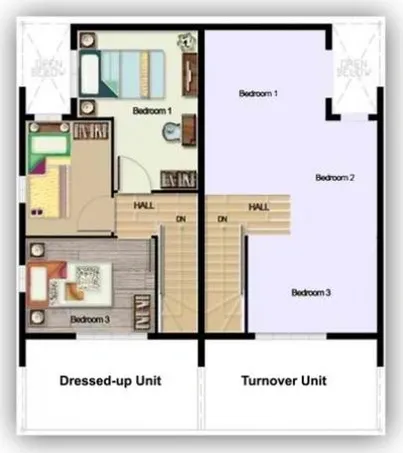 OPEN
BELOW
OPEN
BELOW
Bedroom 1
Bedroom 1
Bedroom 2
HALL
HALL
DN
DN
Bedroom 3
Bedroom 3
Dressed-up Unit
Turnover Unit